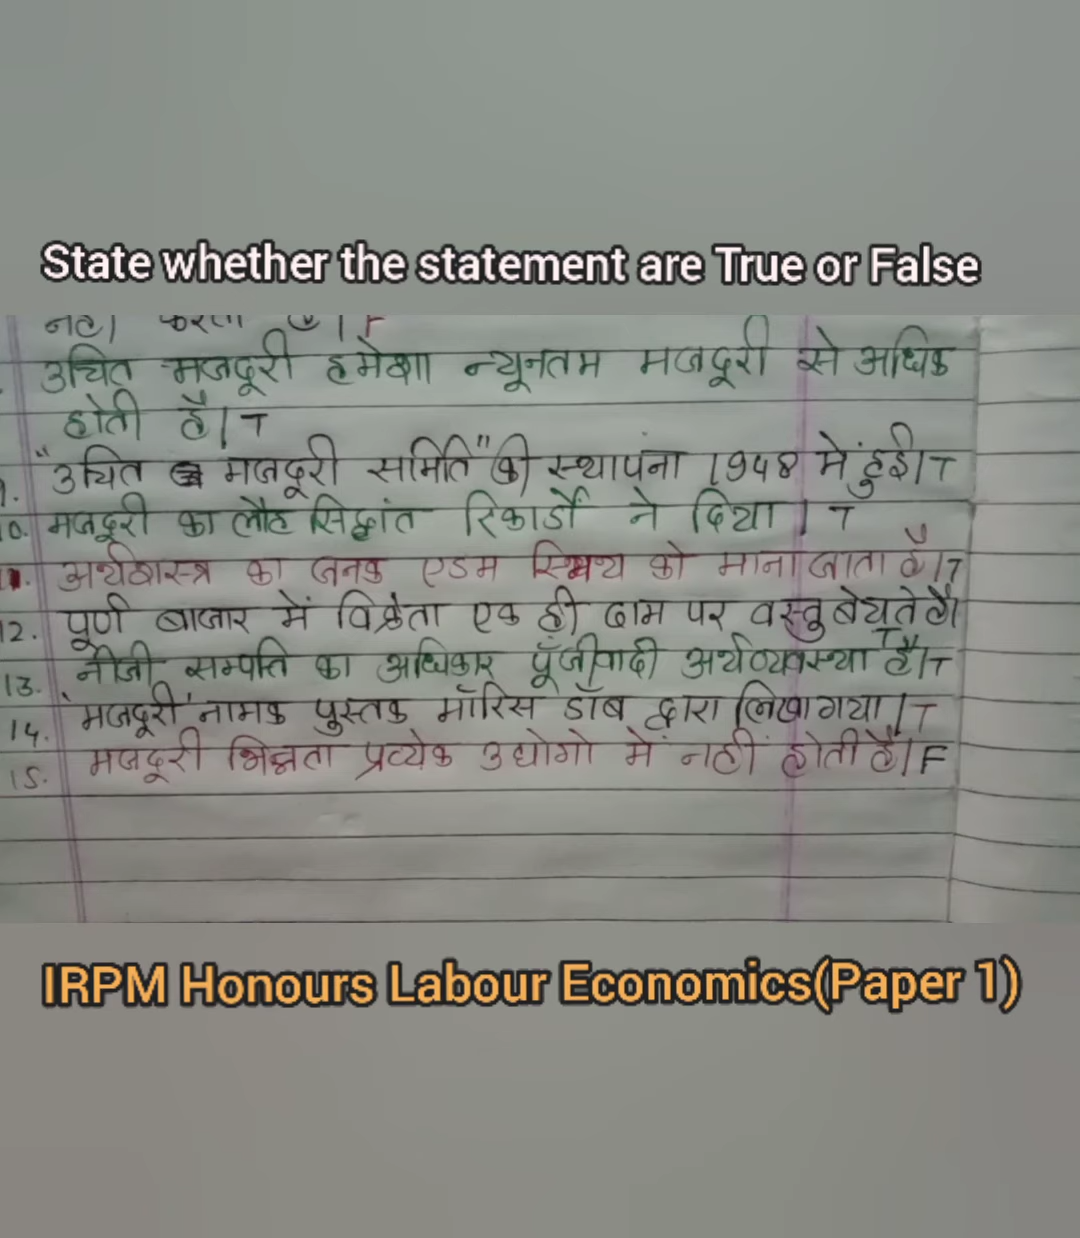 State whether the statement are True or False
नहीं करता है। F
उचित मजदूरी हमेशा न्यूनतम मजदूरी से अधिक
होती है। T
9. "उचित मजदूरी समिति" की स्थापना 1948 में हुई। T
10. मजदूरी का लौह सिद्धांत रिकार्डो ने दिया। T
11. अर्थशास्त्र का जनक एडम स्मिथ को माना जाता है। T
12. पूर्ण बाजार में विक्रेता एक ही दाम पर वस्तु बेचते है। T
13. नीजी सम्पति का अधिकार पूँजीवादी अर्थव्यवस्था है। T
14. 'मजदूरी' नामक पुस्तक मॉरिस डॉब द्वारा लिखा गया। T
15. मजदूरी भिन्नता प्रत्येक उद्योगो में नहीं होती है। F
IRPM Honours Labour Economics(Paper 1)